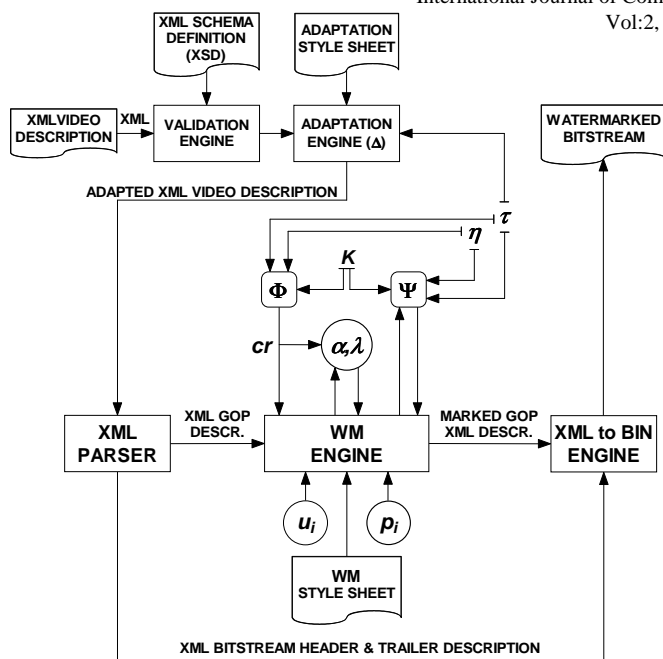 International Journal of Com
Vol:2,
XML SCHEMA
DEFINITION
(XSD)
ADAPTATION
STYLE SHEET
XMLVIDEO
DESCRIPTION
XML
VALIDATION
ENGINE
ADAPTATION
ENGINE (Δ)
WATERMARKED
BITSTREAM
ADAPTED XML VIDEO DESCRIPTION
τ
η
K
Φ
Ψ
cr
α,λ
XML
PARSER
XML GOP
DESCR.
WM
ENGINE
MARKED GOP
XML DESCR.
XML to BIN
ENGINE
ui
pi
WM
STYLE SHEET
XML BITSTREAM HEADER & TRAILER DESCRIPTION